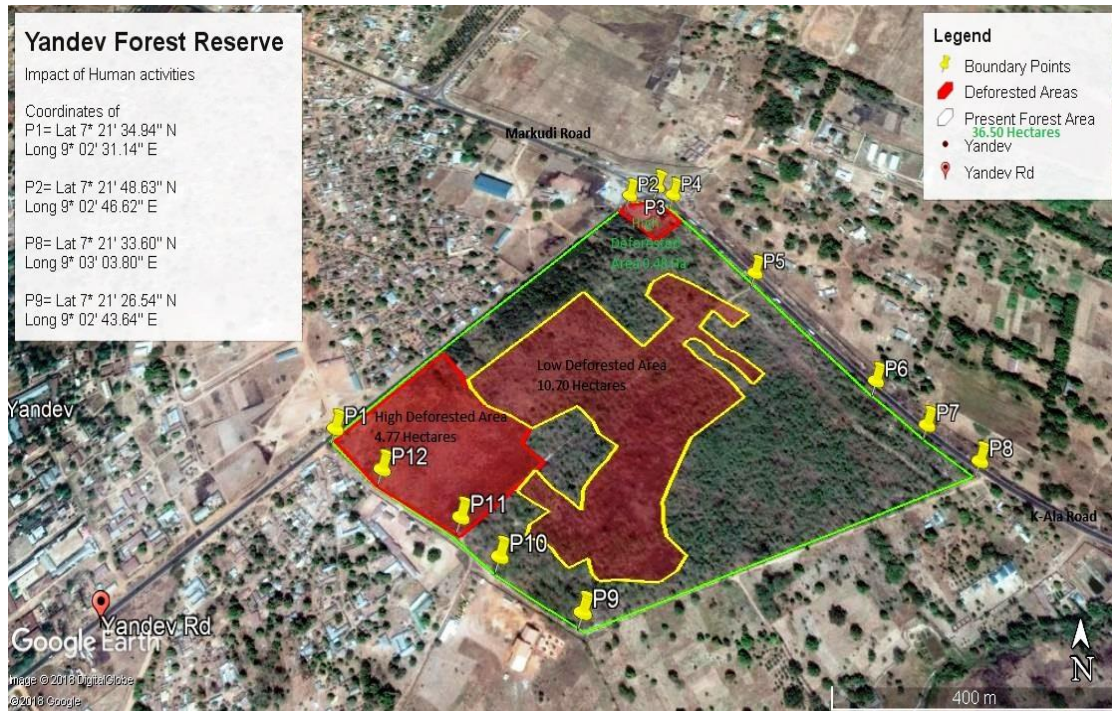 Yandev Forest Reserve
Impact of Human activities
Coordinates of
P1= Lat 7* 21' 34.94" N
Long 9* 02' 31.14" E
P2= Lat 7* 21' 48.63" N
Long 9* 02' 46.62" E
P8= Lat 7* 21' 33.60" N
Long 9* 03' 03.80" E
P9= Lat 7* 21' 26.54" N
Long 9* 02' 43.64" E
Legend
Boundary Points
Deforested Areas
Present Forest Area
36.50 Hectares
Yandev
Yandev Rd
Markudi Road
P2
P4
P3
High
Deforested
Area
P5
Low Deforested Area
10.70 Hectares
P6
P7
P8
K-Ala Road
Yandev
P1
High Deforested Area
4.77 Hectares
P12
P11
P10
P9
Yandev Rd
Google Earth
Image © 2018 DigitalGlobe
©2018 Google
400 m
N